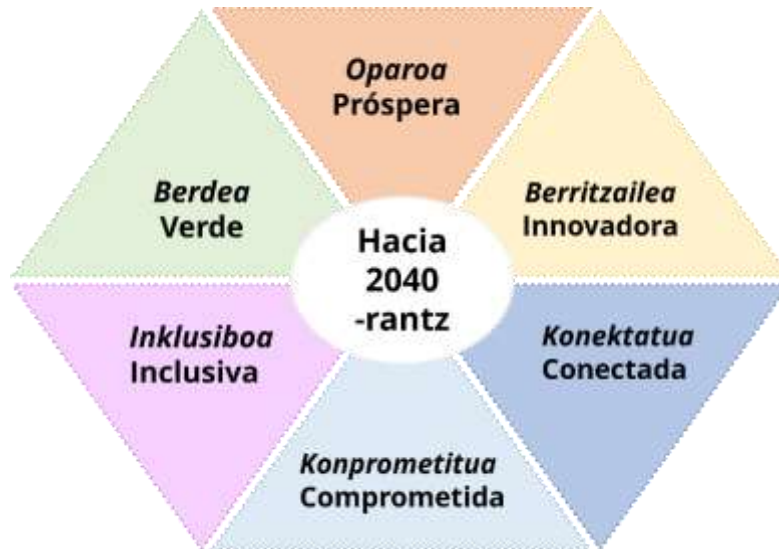 Oparoa
Próspera
Berdea
Verde
Berritzailea
Innovadora
Hacia
2040
-rantz
Inklusiboa
Inclusiva
Konektatua
Conectada
Konprometitua
Comprometida